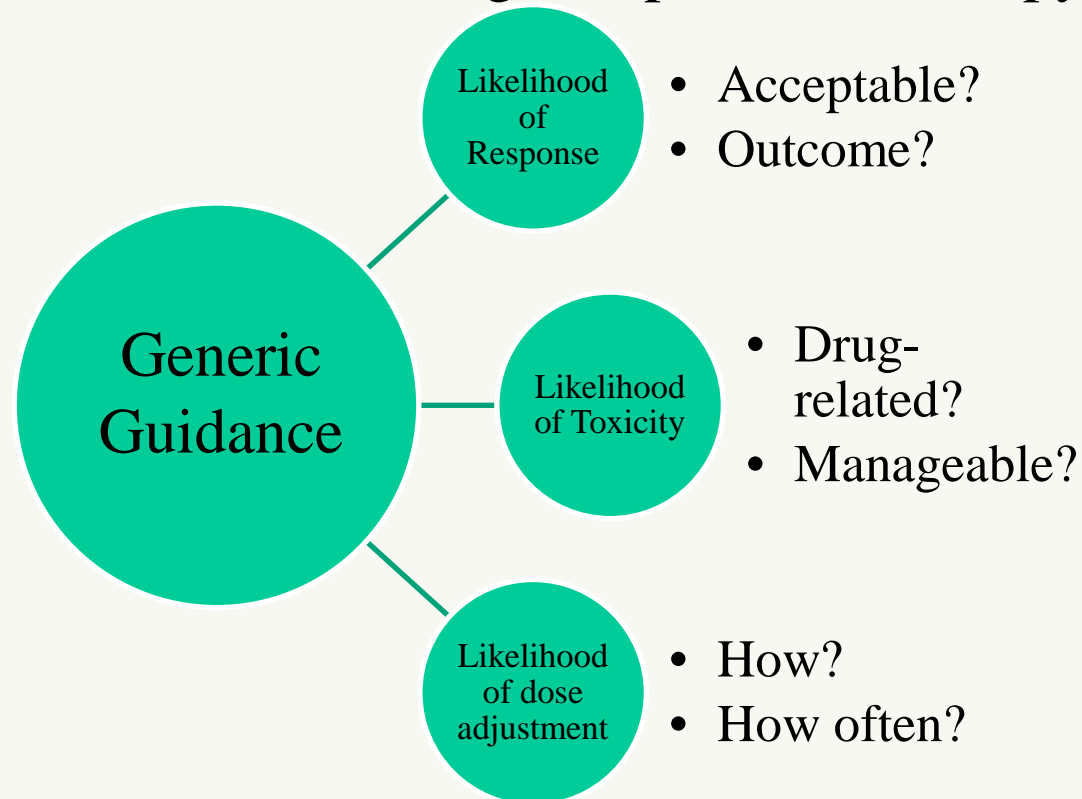 Likelihood
of
Response
• Acceptable?
• Outcome?
Generic
Guidance
Likelihood
of Toxicity
• Drug-
related?
• Manageable?
Likelihood
of dose
adjustment
• How?
• How often?